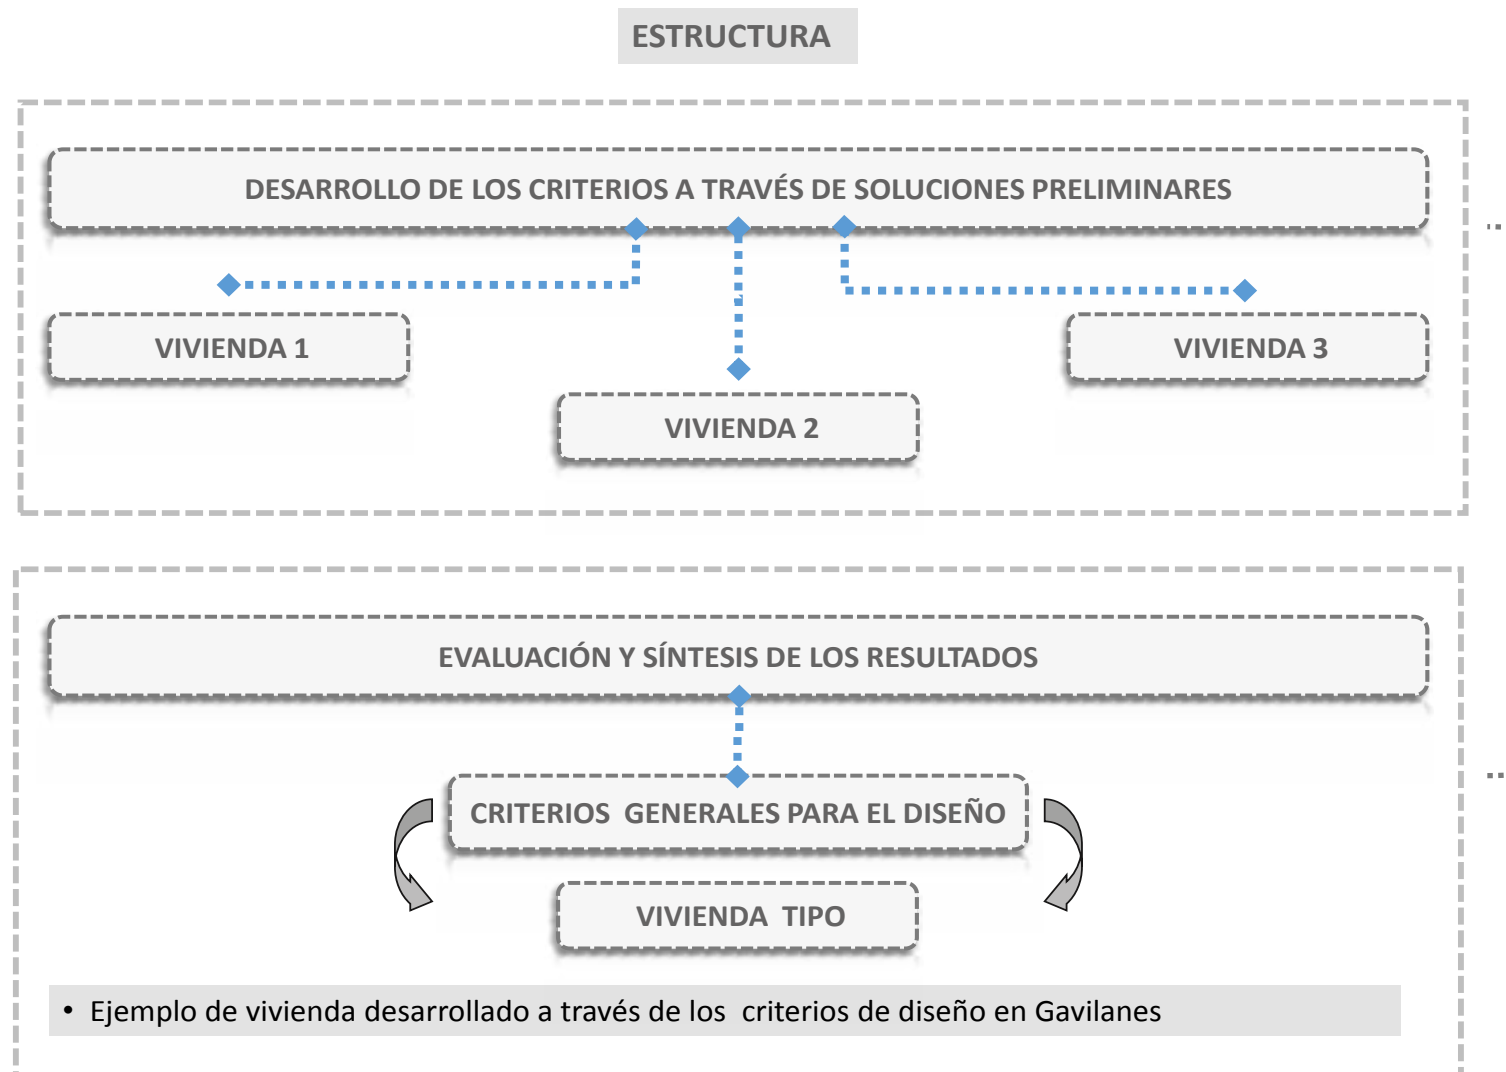 ESTRUCTURA
DESARROLLO DE LOS CRITERIOS A TRAVÉS DE SOLUCIONES PRELIMINARES
VIVIENDA 1
VIVIENDA 3
VIVIENDA 2
EVALUACIÓN Y SÍNTESIS DE LOS RESULTADOS
CRITERIOS  GENERALES PARA EL DISEÑO
VIVIENDA  TIPO
• Ejemplo de vivienda desarrollado a través de los  criterios de diseño en Gavilanes